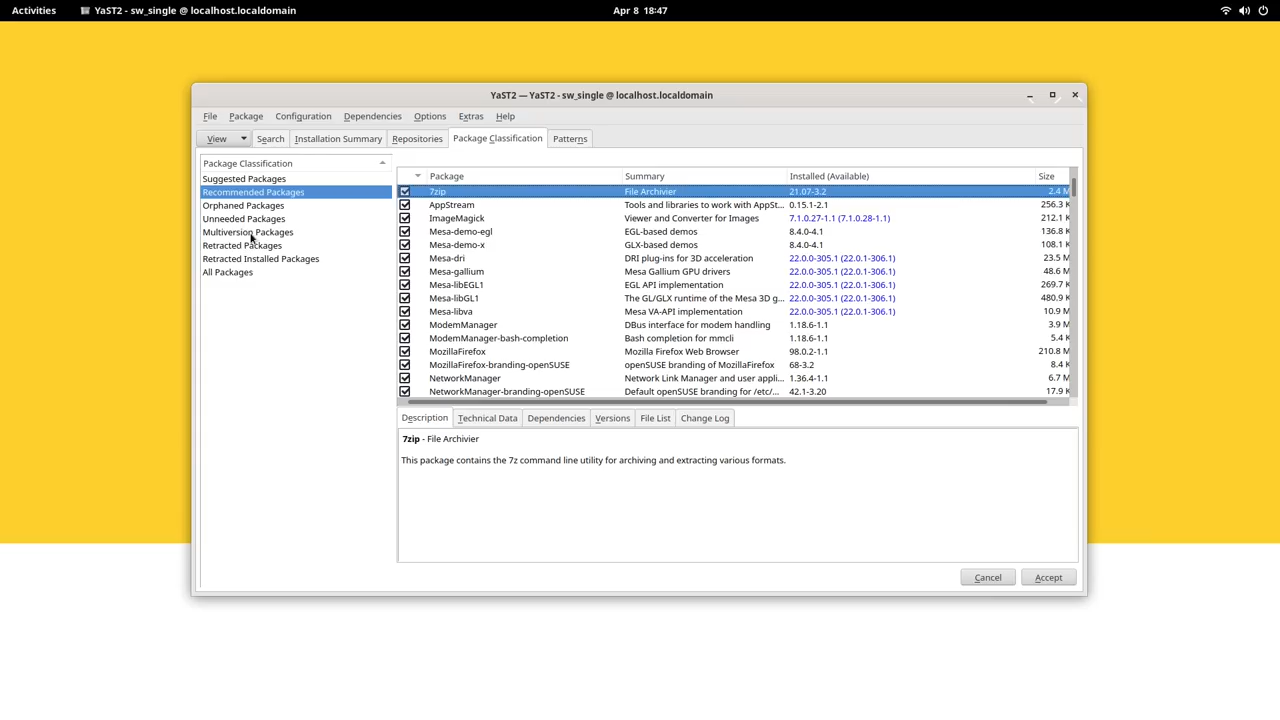 Activities YaST2 - sw_single @ localhost.localdomain Apr 8 18:47
YaST2 — YaST2 - sw_single @ localhost.localdomain
File Package Configuration Dependencies Options Extras Help
View Search Installation Summary Repositories Package Classification Patterns
Package Classification
Suggested Packages
Recommended Packages
Orphaned Packages
Unneeded Packages
Multiversion Packages
Retracted Packages
Retracted Installed Packages
All Packages
Package Summary Installed (Available) Size
7zip File Archivier 21.07-3.2 2.4 M
AppStream Tools and libraries to work with AppSt... 0.15.1-2.1 256.3 K
ImageMagick Viewer and Converter for Images 7.1.0.27-1.1 (7.1.0.28-1.1) 212.1 K
Mesa-demo-egl EGL-based demos 8.4.0-4.1 136.8 K
Mesa-demo-x GLX-based demos 8.4.0-4.1 108.1 K
Mesa-dri DRI plug-ins for 3D acceleration 22.0.0-305.1 (22.0.1-306.1) 23.5 M
Mesa-gallium Mesa Gallium GPU drivers 22.0.0-305.1 (22.0.1-306.1) 48.6 M
Mesa-libEGL1 EGL API implementation 22.0.0-305.1 (22.0.1-306.1) 269.7 K
Mesa-libGL1 The GL/GLX runtime of the Mesa 3D g... 22.0.0-305.1 (22.0.1-306.1) 480.9 K
Mesa-libva Mesa VA-API implementation 22.0.0-305.1 (22.0.1-306.1) 10.9 M
ModemManager DBus interface for modem handling 1.18.6-1.1 3.9 M
ModemManager-bash-completion Bash completion for mmcli 1.18.6-1.1 5.4 K
MozillaFirefox Mozilla Firefox Web Browser 98.0.2-1.1 210.8 M
MozillaFirefox-branding-openSUSE openSUSE branding of MozillaFirefox 68-3.2 8.4 K
NetworkManager Network Link Manager and user appli... 1.36.4-1.1 6.7 M
NetworkManager-branding-openSUSE Default openSUSE branding for /etc/... 42.1-3.20 17.9 K
Description Technical Data Dependencies Versions File List Change Log
7zip - File Archivier
This package contains the 7z command line utility for archiving and extracting various formats.
Cancel Accept